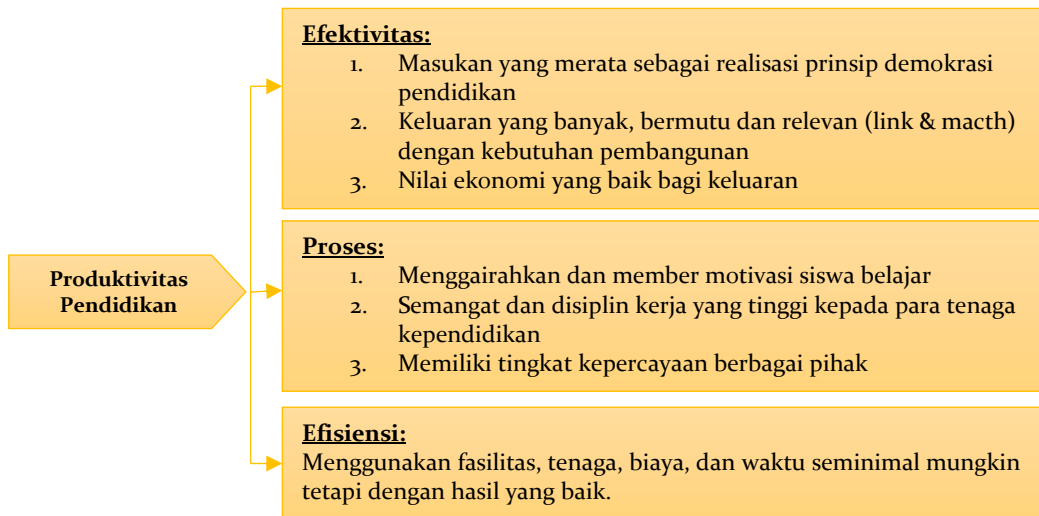 Efektivitas:
1. Masukan yang merata sebagai realisasi prinsip demokrasi
pendidikan
2. Keluaran yang banyak, bermutu dan relevan (link & macth)
dengan kebutuhan pembangunan
3. Nilai ekonomi yang baik bagi keluaran
Produktivitas
Pendidikan
Proses:
1. Menggairahkan dan member motivasi siswa belajar
2. Semangat dan disiplin kerja yang tinggi kepada para tenaga
kependidikan
3. Memiliki tingkat kepercayaan berbagai pihak
Efisiensi:
Menggunakan fasilitas, tenaga, biaya, dan waktu seminimal mungkin
tetapi dengan hasil yang baik.